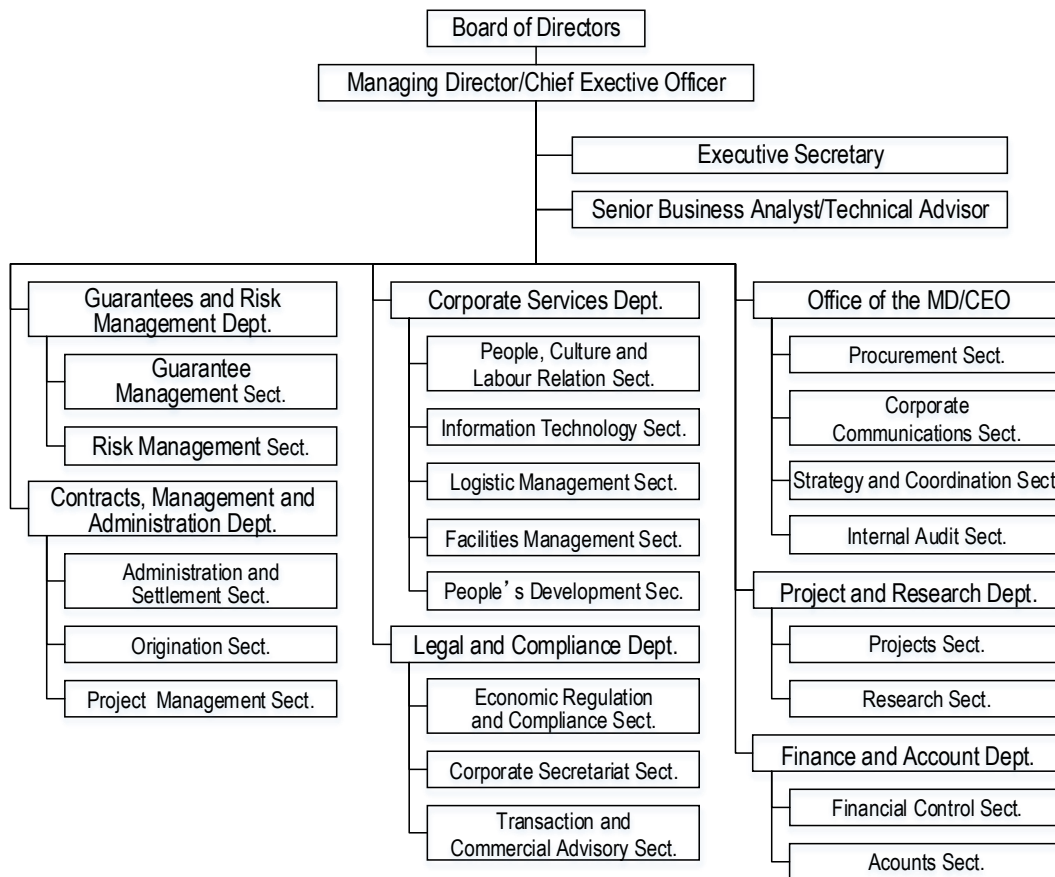 Board of Directors
Managing Director/Chief Exective Officer
Executive Secretary
Senior Business Analyst/Technical Advisor
Guarantees and Risk
Management Dept.
Guarantee
Management Sect.
Risk Management Sect.
Contracts, Management and
Administration Dept.
Administration and
Settlement Sect.
Origination Sect.
Project Management Sect.
Corporate Services Dept.
People, Culture and
Labour Relation Sect.
Information Technology Sect.
Logistic Management Sect.
Facilities Management Sect.
People's Development Sec.
Legal and Compliance Dept.
Economic Regulation
and Compliance Sect.
Corporate Secretariat Sect.
Transaction and
Commercial Advisory Sect.
Office of the MD/CEO
Procurement Sect.
Corporate
Communications Sect.
Strategy and Coordination Sect
Internal Audit Sect.
Project and Research Dept.
Projects Sect.
Research Sect.
Finance and Account Dept.
Financial Control Sect.
Acounts Sect.